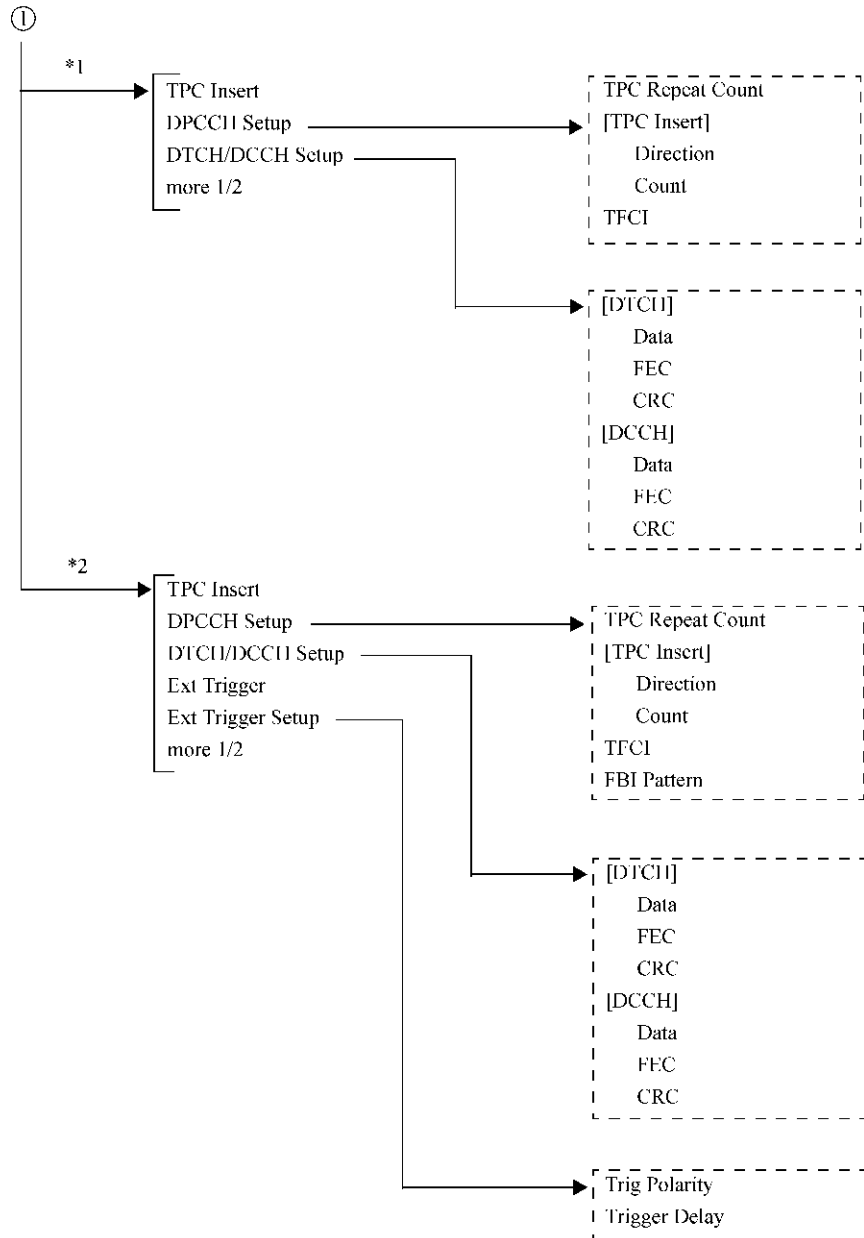 ①
*1
TPC Insert
DPCCH Setup
DTCH/DCCH Setup
more 1/2
TPC Repeat Count
[TPC Insert]
Direction
Count
TFCI
[DTCH]
Data
FEC
CRC
[DCCH]
Data
FEC
CRC
*2
TPC Insert
DPCCH Setup
DTCH/DCCH Setup
Ext Trigger
Ext Trigger Setup
more 1/2
TPC Repeat Count
[TPC Insert]
Direction
Count
TFCI
FBI Pattern
[DTCH]
Data
FEC
CRC
[DCCH]
Data
FEC
CRC
Trig Polarity
Trigger Delay